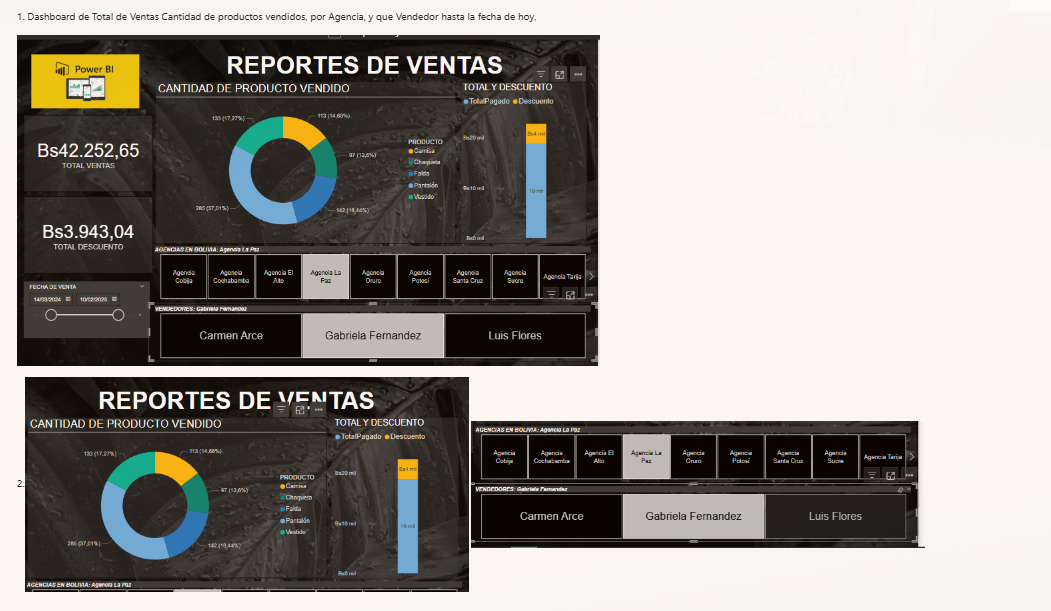 1. Dashboard de Total de Ventas Cantidad de productos vendidos, por Agencia, y que Vendedor hasta la fecha de hoy,
Power BI
REPORTES DE VENTAS
CANTIDAD DE PRODUCTO VENDIDO
TOTAL Y DESCUENTO
TotalPagado Descuento
133 (17,27%)
113 (14,68%)
97 (12,6%)
142 (18,44%)
285 (37,01%)
PRODUCTO
Camisa
Chaqueta
Falda
Pantalón
Vestido
Bs20 mil
Bs10 mil
Bs0 mil
Bs4 mil
Bs42.252,65
TOTAL VENTAS
Bs3.943,04
TOTAL DESCUENTO
FECHA DE VENTA
14/03/2024 10/02/2025
AGENCIAS EN BOLIVIA: Agencia La Paz
Agencia Cobija
Agencia Cochabamba
Agencia El Alto
Agencia La Paz
Agencia Oruro
Agencia Potosí
Agencia Santa Cruz
Agencia Sucre
Agencia Tarija
VENDEDORES: Gabriela Fernandez
Carmen Arce
Gabriela Fernandez
Luis Flores
2.
REPORTES DE VENTAS
CANTIDAD DE PRODUCTO VENDIDO
TOTAL Y DESCUENTO
TotalPagado Descuento
133 (17,27%)
113 (14,68%)
97 (12,6%)
142 (18,44%)
285 (37,01%)
PRODUCTO
Camisa
Chaqueta
Falda
Pantalón
Vestido
Bs20 mil
Bs10 mil
Bs0 mil
Bs4 mil
AGENCIAS EN BOLIVIA: Agencia La Paz
AGENCIAS EN BOLIVIA: Agencia La Paz
Agencia Cobija
Agencia Cochabamba
Agencia El Alto
Agencia La Paz
Agencia Oruro
Agencia Potosí
Agencia Santa Cruz
Agencia Sucre
Agencia Tarija
VENDEDORES: Gabriela Fernandez
Carmen Arce
Gabriela Fernandez
Luis Flores